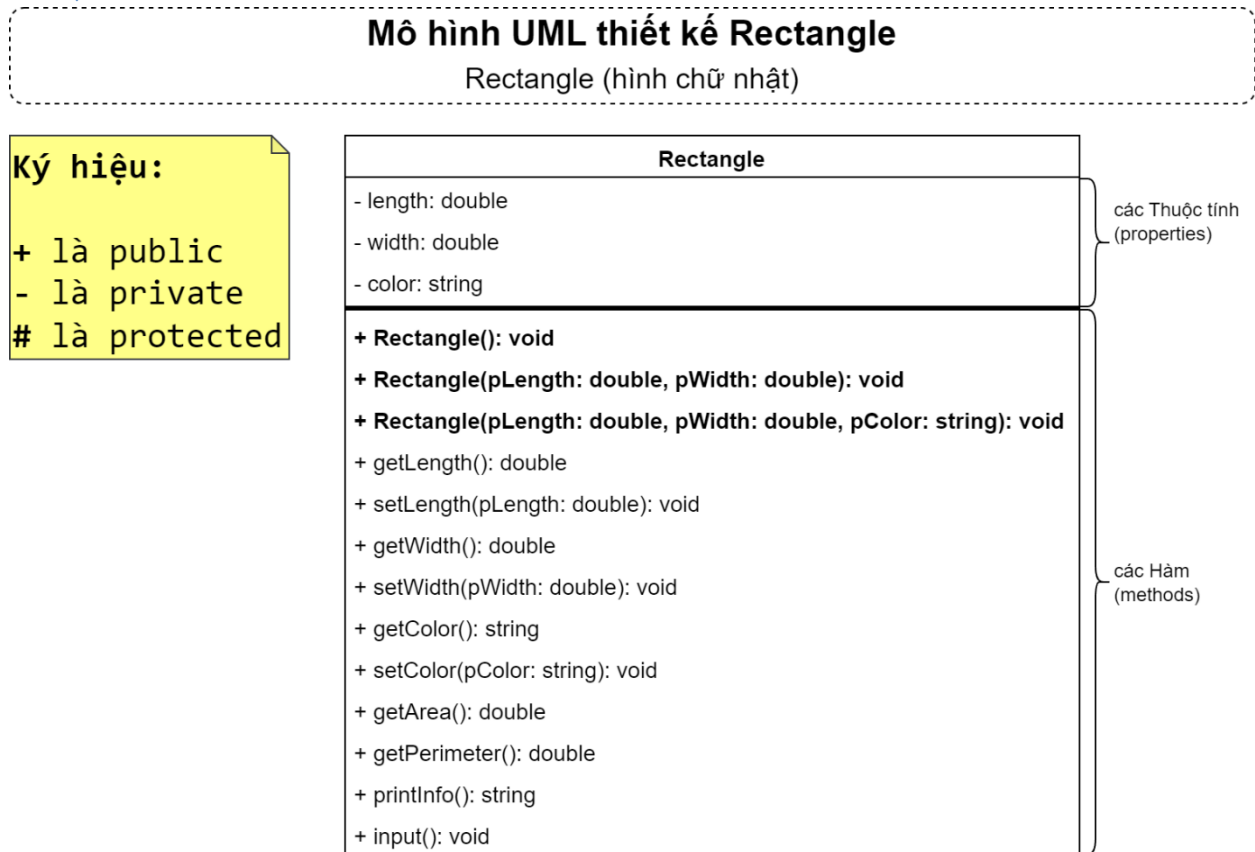 Mô hình UML thiết kế Rectangle
Rectangle (hình chữ nhật)
Ký hiệu:
+ là public
- là private
# là protected
Rectangle
- length: double
- width: double
- color: string
các Thuộc tính
(properties)
+ Rectangle(): void
+ Rectangle(pLength: double, pWidth: double): void
+ Rectangle(pLength: double, pWidth: double, pColor: string): void
+ getLength(): double
+ setLength(pLength: double): void
+ getWidth(): double
+ setWidth(pWidth: double): void
+ getColor(): string
+ setColor(pColor: string): void
+ getArea(): double
+ getPerimeter(): double
+ printInfo(): string
+ input(): void
các Hàm
(methods)